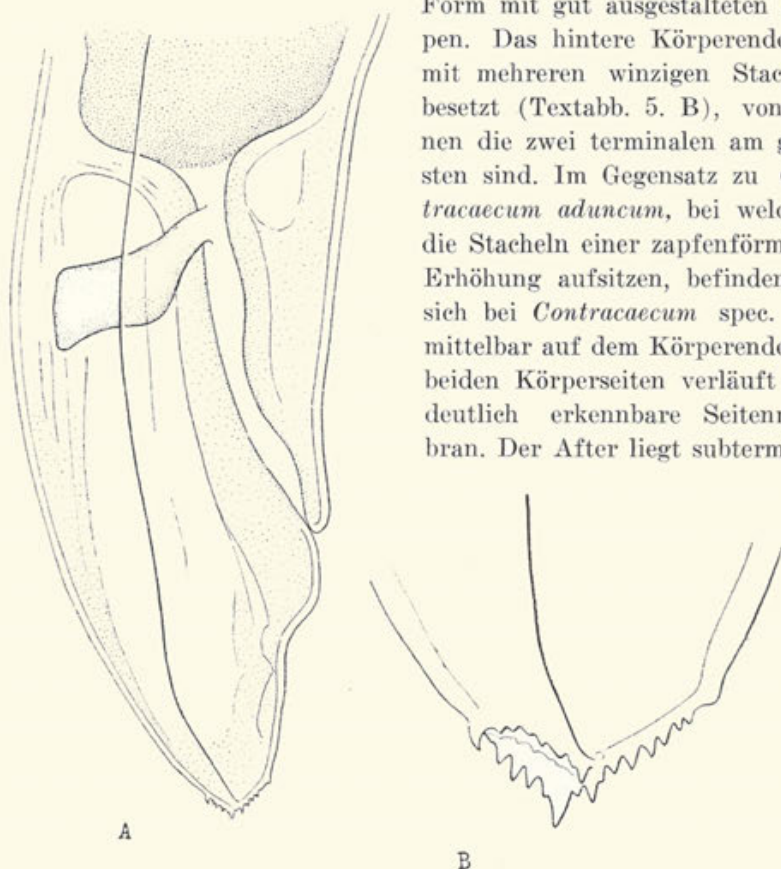 Form mit gut ausgestalteten
pen. Das hintere Körperende
mit mehreren winzigen Stac
besetzt (Textabb. 5. B), von
nen die zwei terminalen am g
sten sind. Im Gegensatz zu
tracaecum aduncum, bei welc
die Stacheln einer zapfenförm
Erhöhung aufsitzen, befinden
sich bei Contracaecum spec.
mittelbar auf dem Körperende
beiden Körperseiten verläuft
deutlich erkennbare Seitenm
bran. Der After liegt subterm
A
B